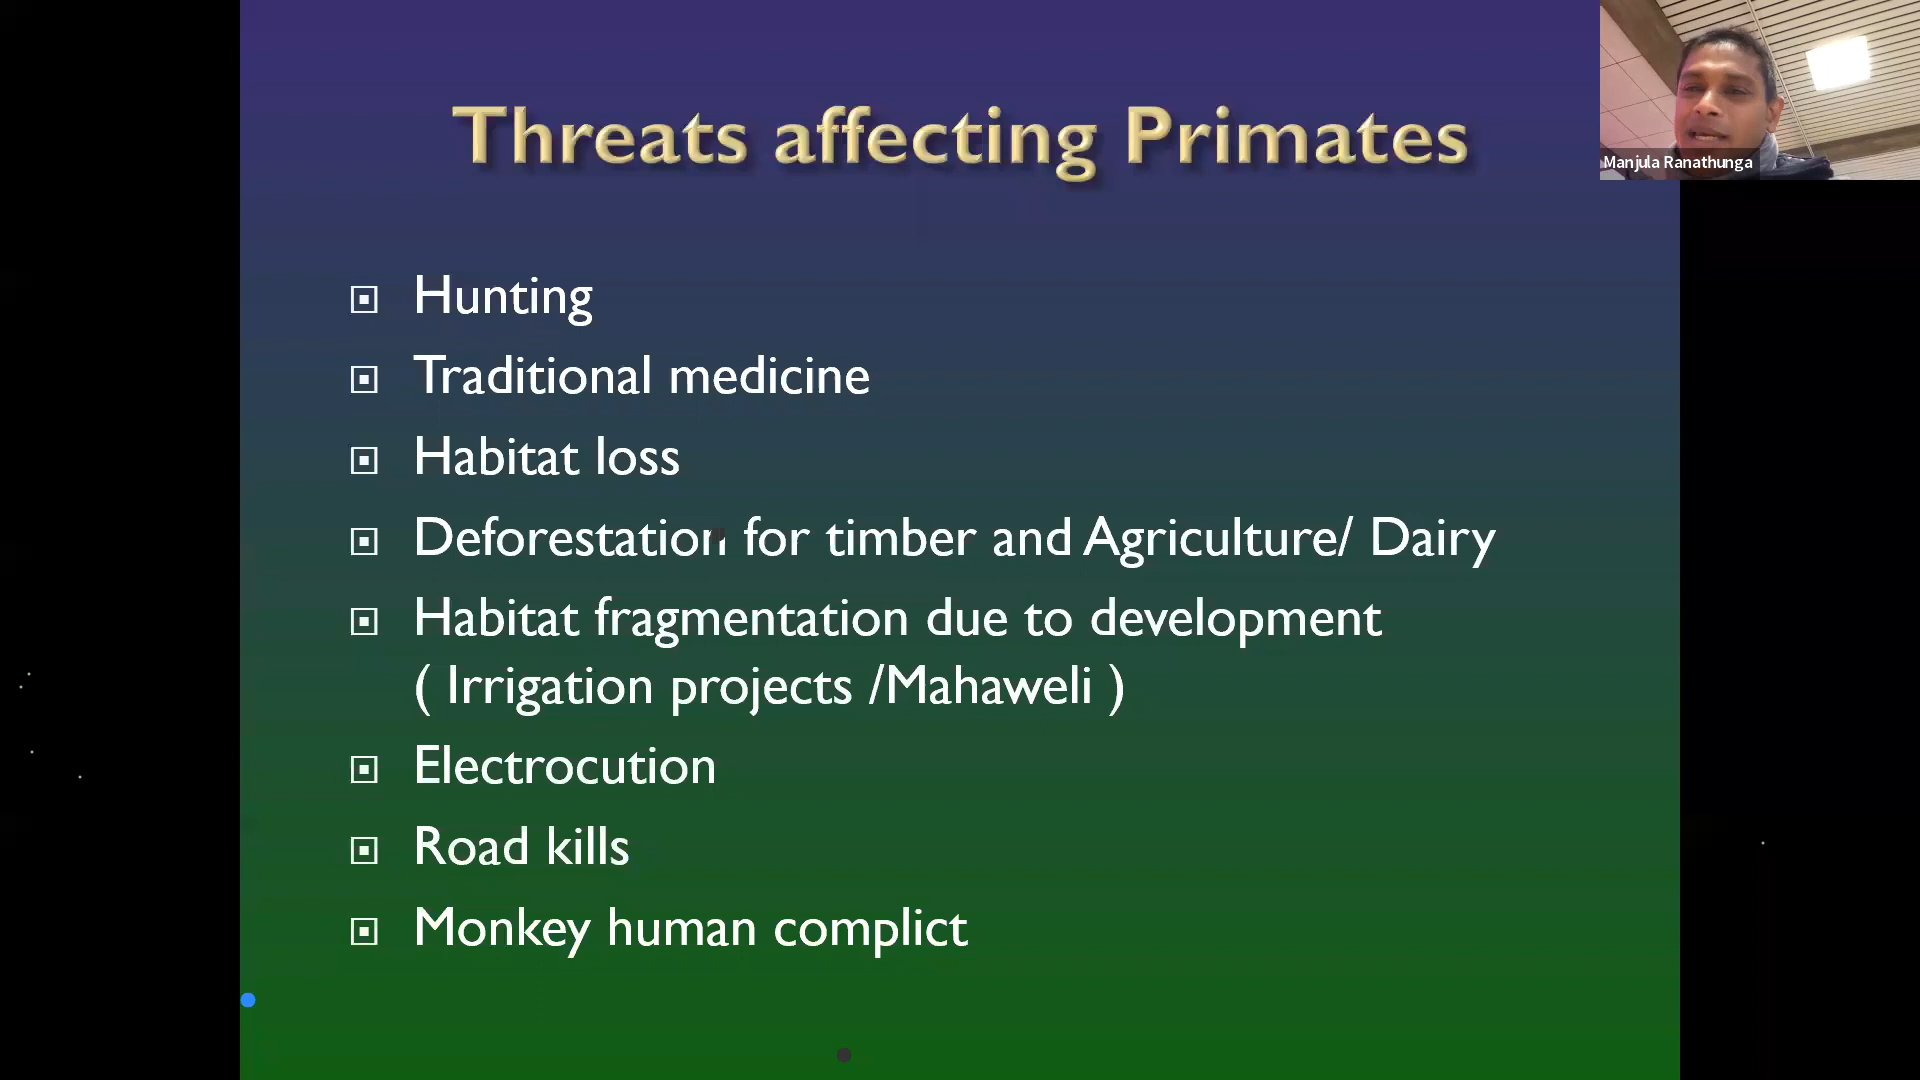 Threats affecting Primates
Manjula Ranathunga
Hunting
Traditional medicine
Habitat loss
Deforestation for timber and Agriculture/ Dairy
Habitat fragmentation due to development
( Irrigation projects /Mahaweli )
Electrocution
Road kills
Monkey human complict